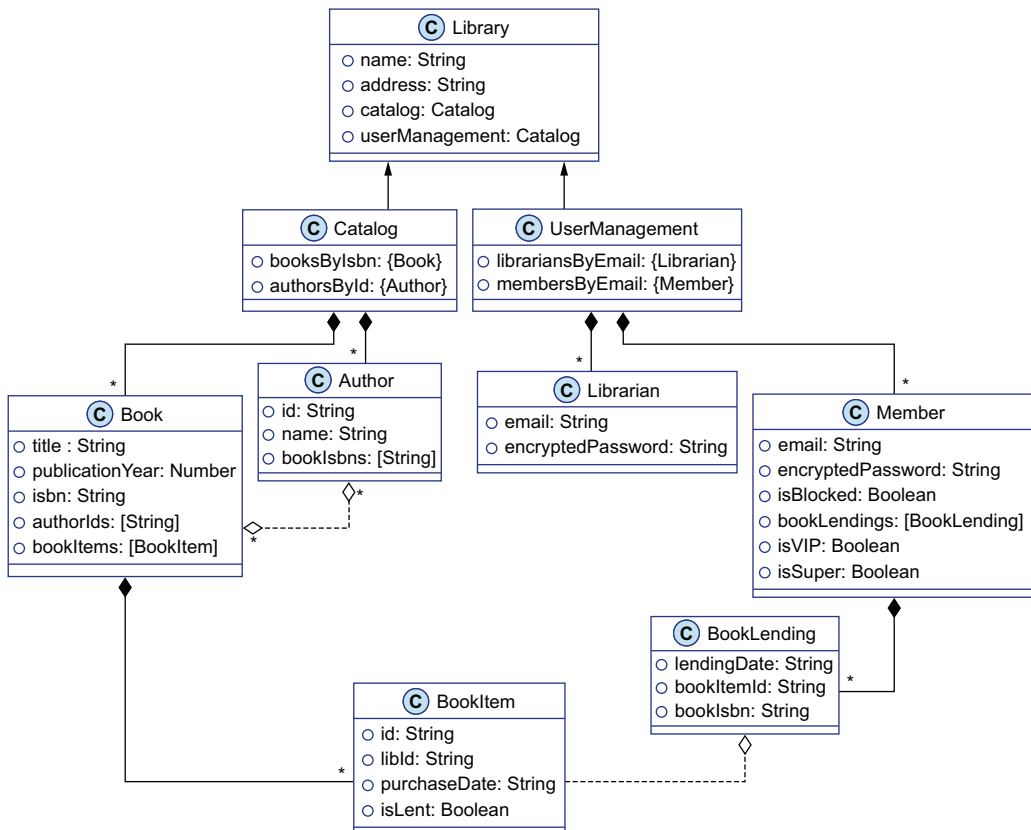 C Library
name: String
address: String
catalog: Catalog
userManagement: Catalog
C Catalog
booksByIsbn: {Book}
authorsById: {Author}
C UserManagement
librariansByEmail: {Librarian}
membersByEmail: {Member}
*
*
*
*
C Book
title : String
publicationYear: Number
isbn: String
authorIds: [String]
bookItems: [BookItem]
C Author
id: String
name: String
bookIsbns: [String]
*
*
C Librarian
email: String
encryptedPassword: String
C Member
email: String
encryptedPassword: String
isBlocked: Boolean
bookLendings: [BookLending]
isVIP: Boolean
isSuper: Boolean
C BookLending
lendingDate: String
bookItemId: String
bookIsbn: String
*
C BookItem
id: String
libId: String
purchaseDate: String
isLent: Boolean
*